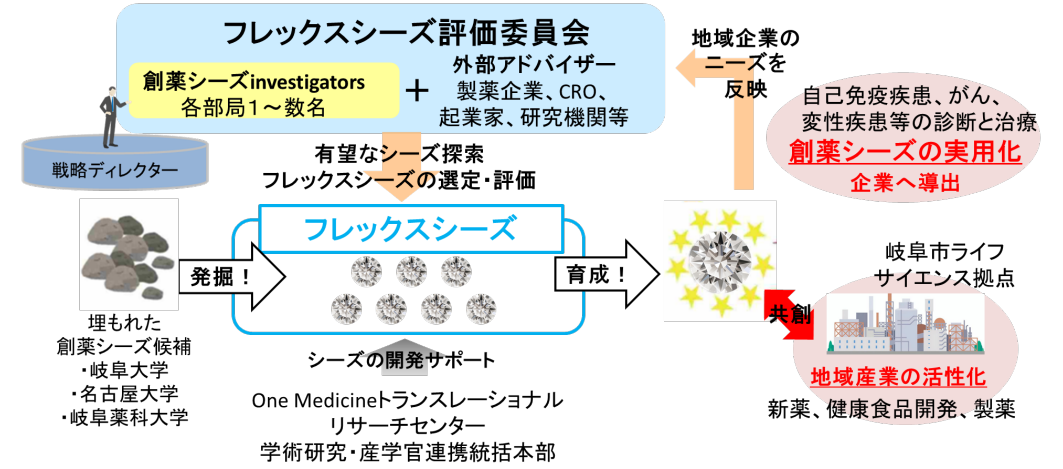 フレックスシーズ評価委員会
創薬シーズinvestigators
各部局１～数名
＋
外部アドバイザー
製薬企業、CRO、
起業家、研究機関等
戦略ディレクター
有望なシーズ探索
フレックスシーズの選定・評価
地域企業の
ニーズを
反映
自己免疫疾患、がん、
変性疾患等の診断と治療
創薬シーズの実用化
企業へ導出
フレックスシーズ
発掘！
育成！
埋もれた
創薬シーズ候補
・岐阜大学
・名古屋大学
・岐阜薬科大学
シーズの開発サポート
One Medicineトランスレーショナル
リサーチセンター
学術研究・産学官連携統括本部
共創
岐阜市ライフ
サイエンス拠点
地域産業の活性化
新薬、健康食品開発、製薬